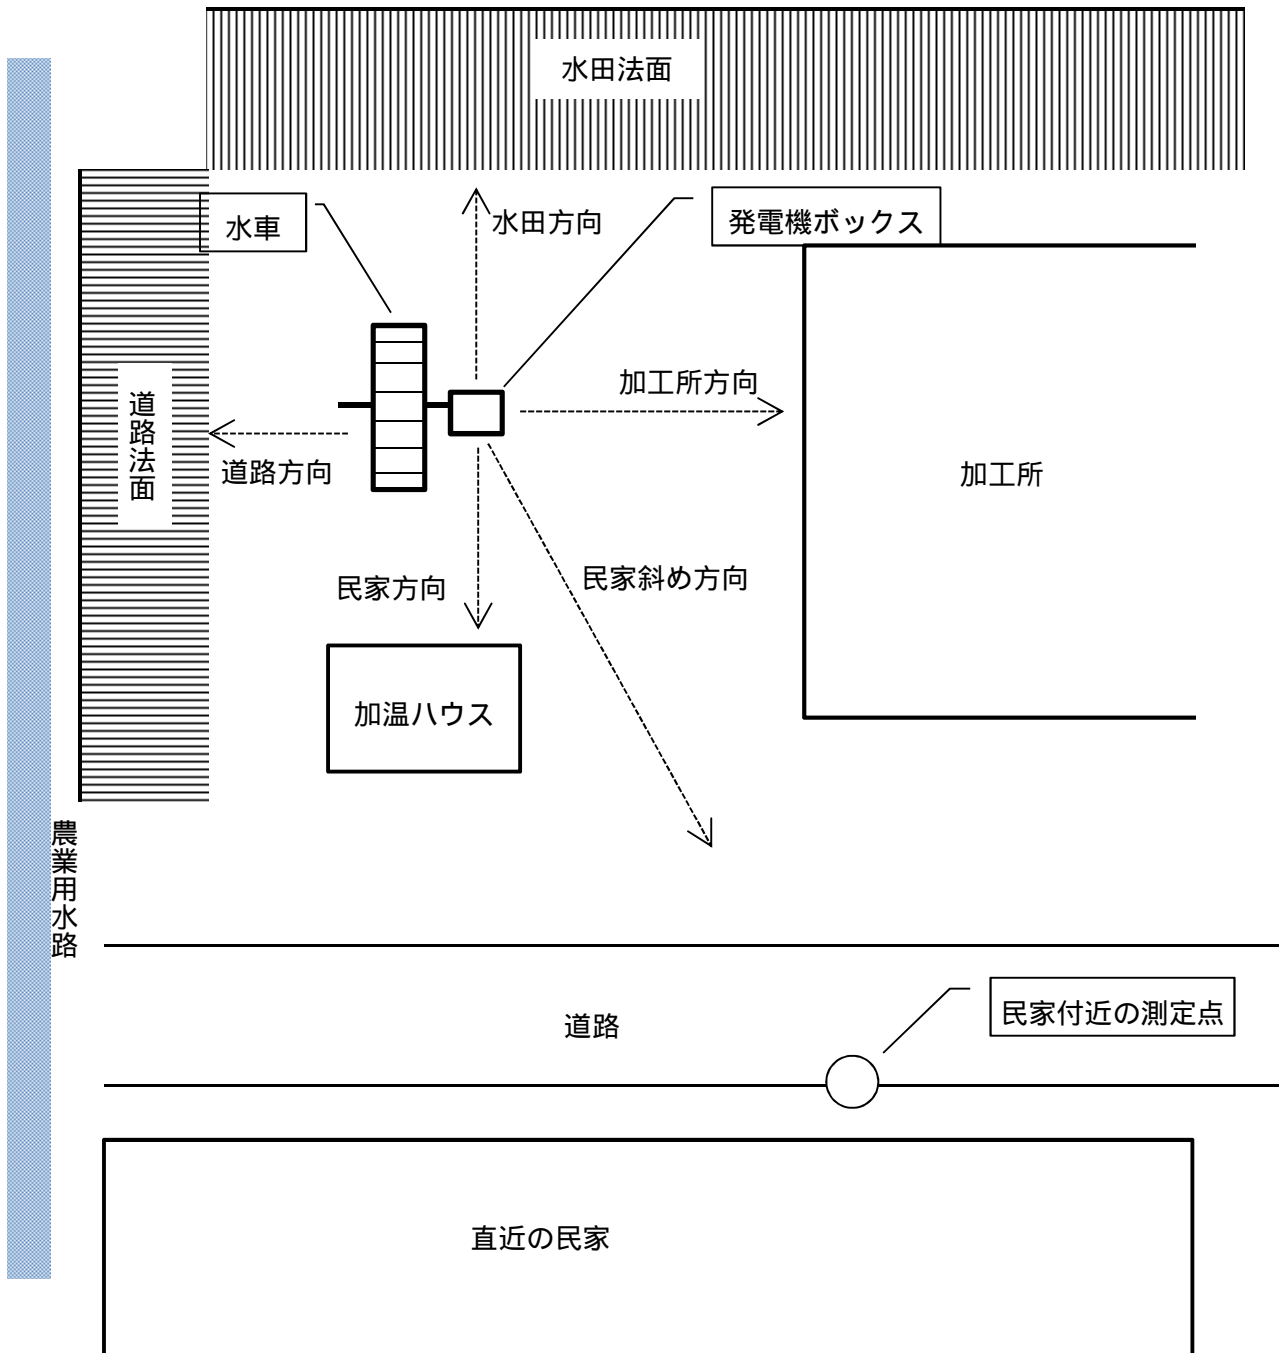 水田法面
水車
水田方向
発電機ボックス
道路法面
加工所方向
道路方向
加工所
民家方向
民家斜め方向
加温ハウス
農業用水路
道路
民家付近の測定点
直近の民家